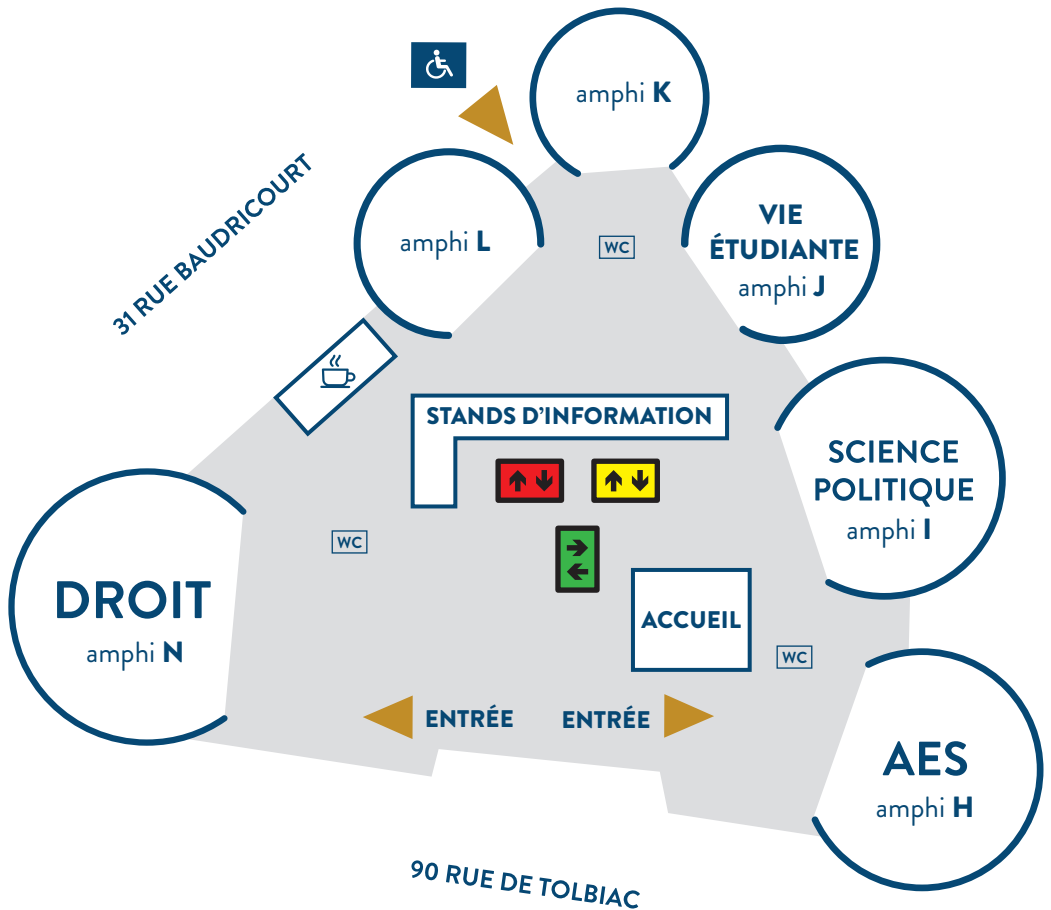 amphi K
31 RUE BAUDRICOURT
amphi L
WC
VIE
ÉTUDIANTE
amphi J
STANDS D'INFORMATION
SCIENCE
POLITIQUE
amphi I
WC
DROIT
amphi N
ACCUEIL
WC
ENTRÉE
ENTRÉE
AES
amphi H
90 RUE DE TOLBIAC